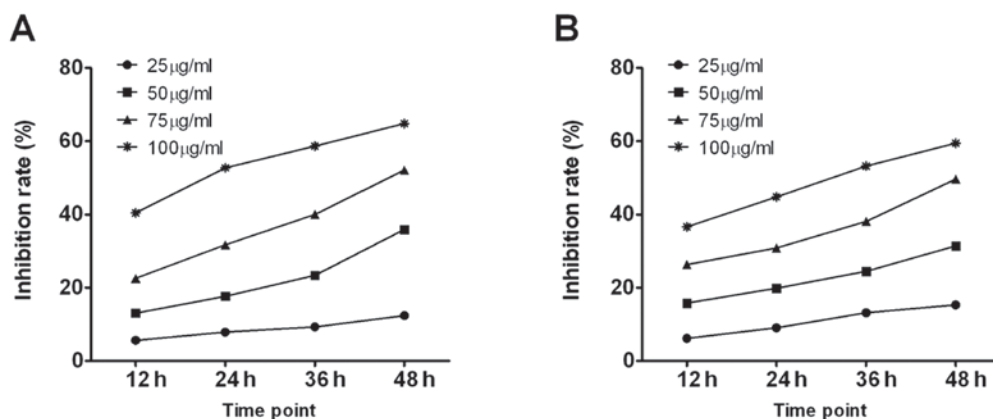 A
Inhibition rate (%)
80
60
40
20
0
25μg/ml
50μg/ml
75μg/ml
100μg/ml
12 h 24 h 36 h 48 h
Time point
B
Inhibition rate (%)
80
60
40
20
0
25μg/ml
50μg/ml
75μg/ml
100μg/ml
12 h 24 h 36 h 48 h
Time point